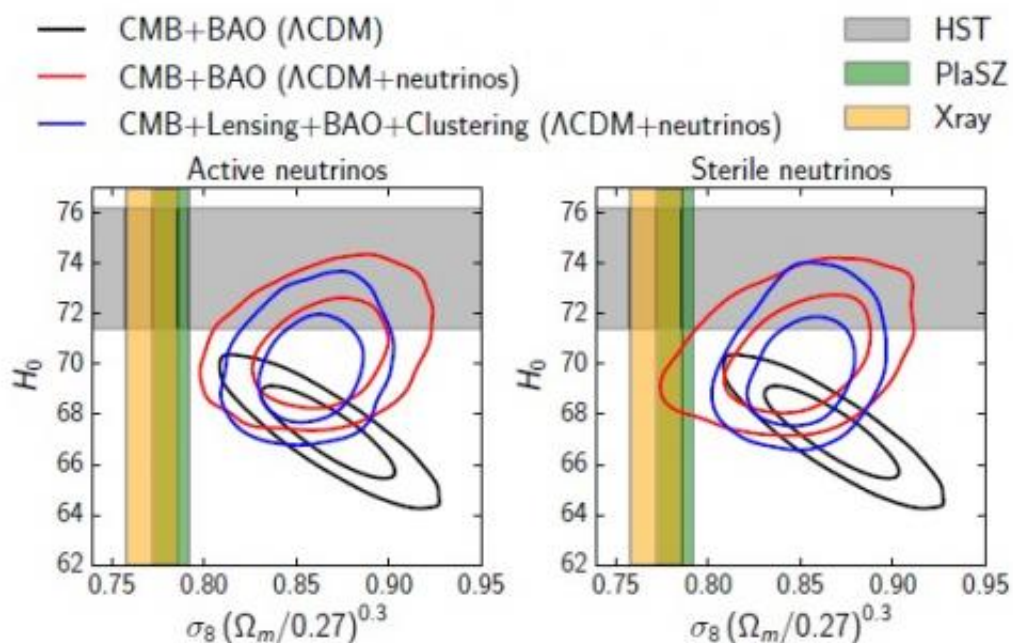 CMB+BAO (ΛCDM)
CMB+BAO (ΛCDM+neutrinos)
CMB+Lensing+BAO+Clustering (ΛCDM+neutrinos)
HST
PlaSZ
Xray
Active neutrinos
76
74
72
70
68
66
64
62
H₀
0.75 0.80 0.85 0.90 0.95
σ₈ (Ωₘ/0.27)^0.3
Sterile neutrinos
76
74
72
70
68
66
64
62
H₀
0.75 0.80 0.85 0.90 0.95
σ₈ (Ωₘ/0.27)^0.3